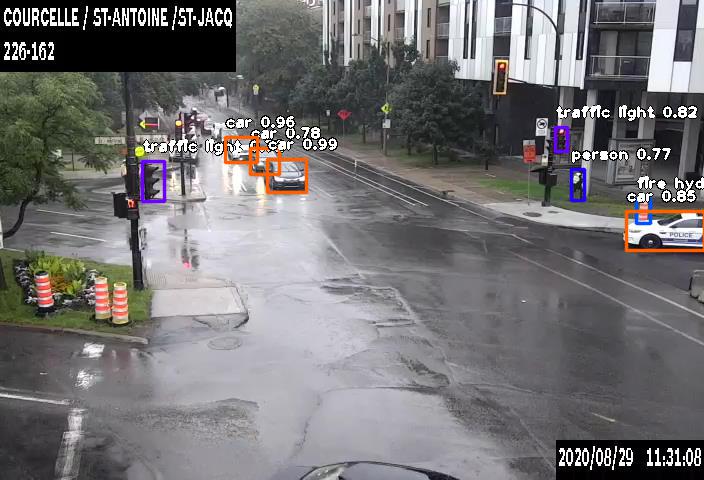 COURCELLE / ST-ANTOINE /ST-JACQ
226-162
car 0.96
car 0.78
car 0.99
traffic light 0.82
traffic light
person 0.77
fire hyd
car 0.85
POLICE
2020/08/29 11:31:08